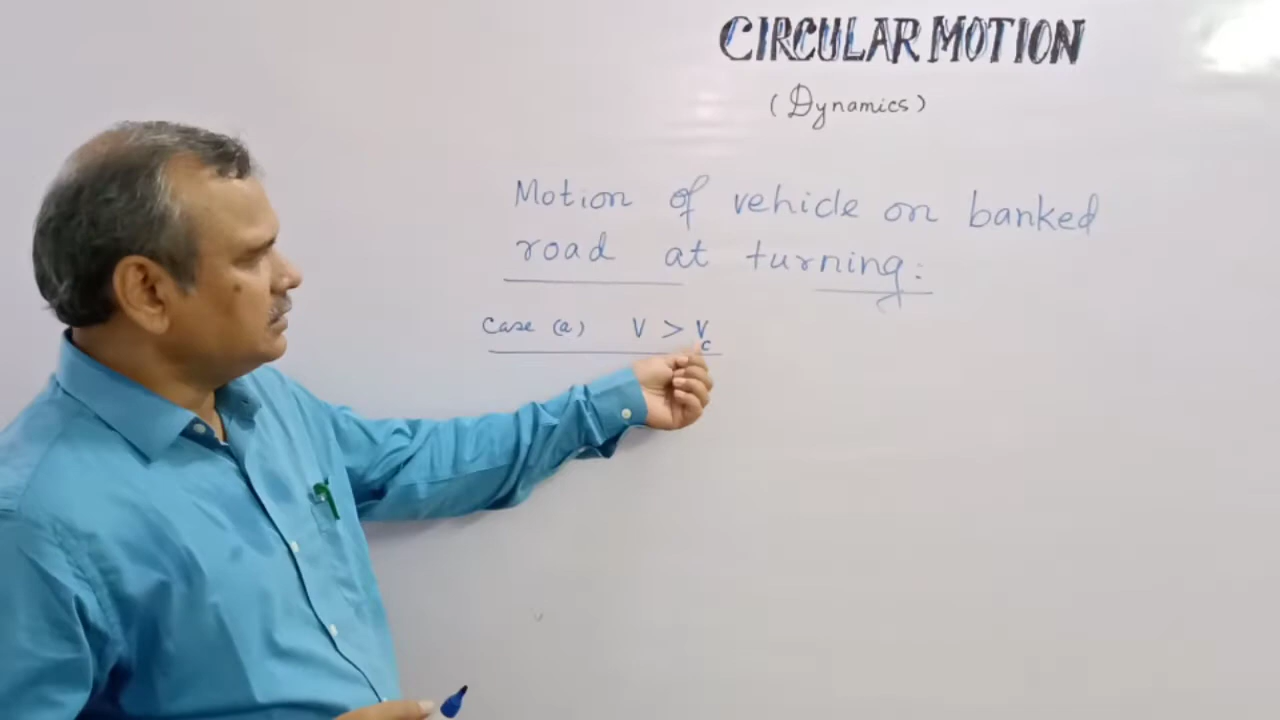 CIRCULAR MOTION
(Dynamics)
Motion of vehicle on banked
road at turning:
Case (a) V > Vc